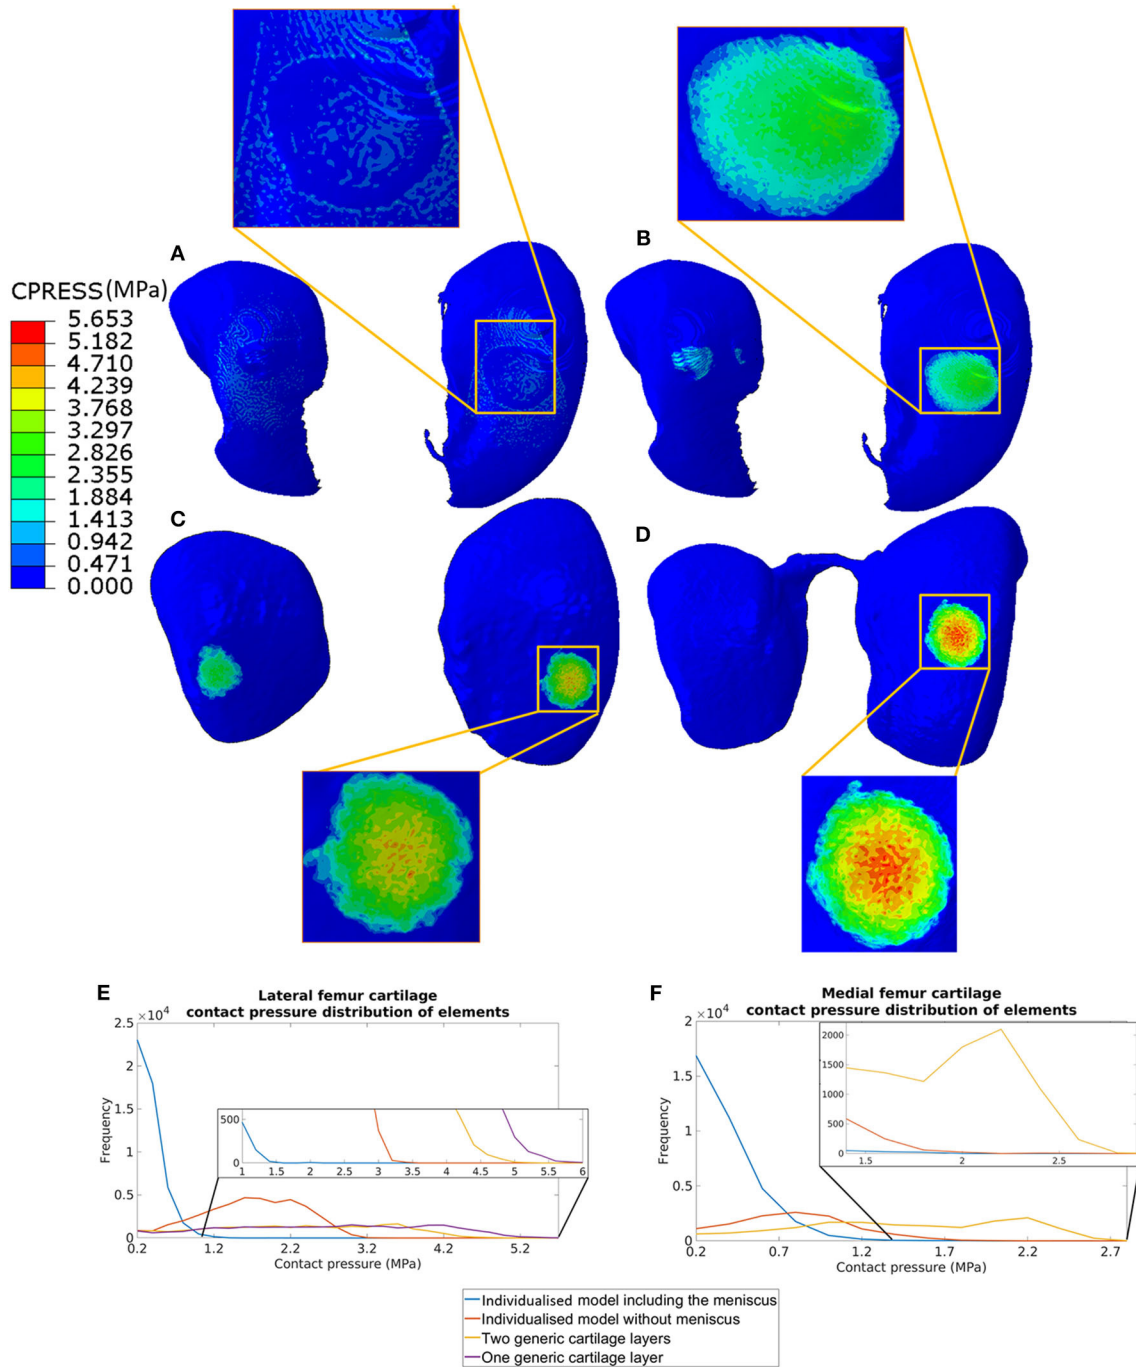 A
B
CPRESS(MPa)
5.653
5.182
4.710
4.239
3.768
3.297
2.826
2.355
1.884
1.413
0.942
0.471
0.000
C
D
E
Lateral femur cartilage
contact pressure distribution of elements
×10⁴
2.5
2
1.5
1
0.5
0
Frequency
500
0
1 1.5 2 2.5 3 3.5 4 4.5 5 5.5 6
0.2 1.2 2.2 3.2 4.2 5.2
Contact pressure (MPa)
F
Medial femur cartilage
contact pressure distribution of elements
×10⁴
2
1.5
1
0.5
0
Frequency
2000
1500
1000
500
0
1.5 2 2.5
0.2 0.7 1.2 1.7 2.2 2.7
Contact pressure (MPa)
Individualised model including the meniscus
Individualised model without meniscus
Two generic cartilage layers
One generic cartilage layer